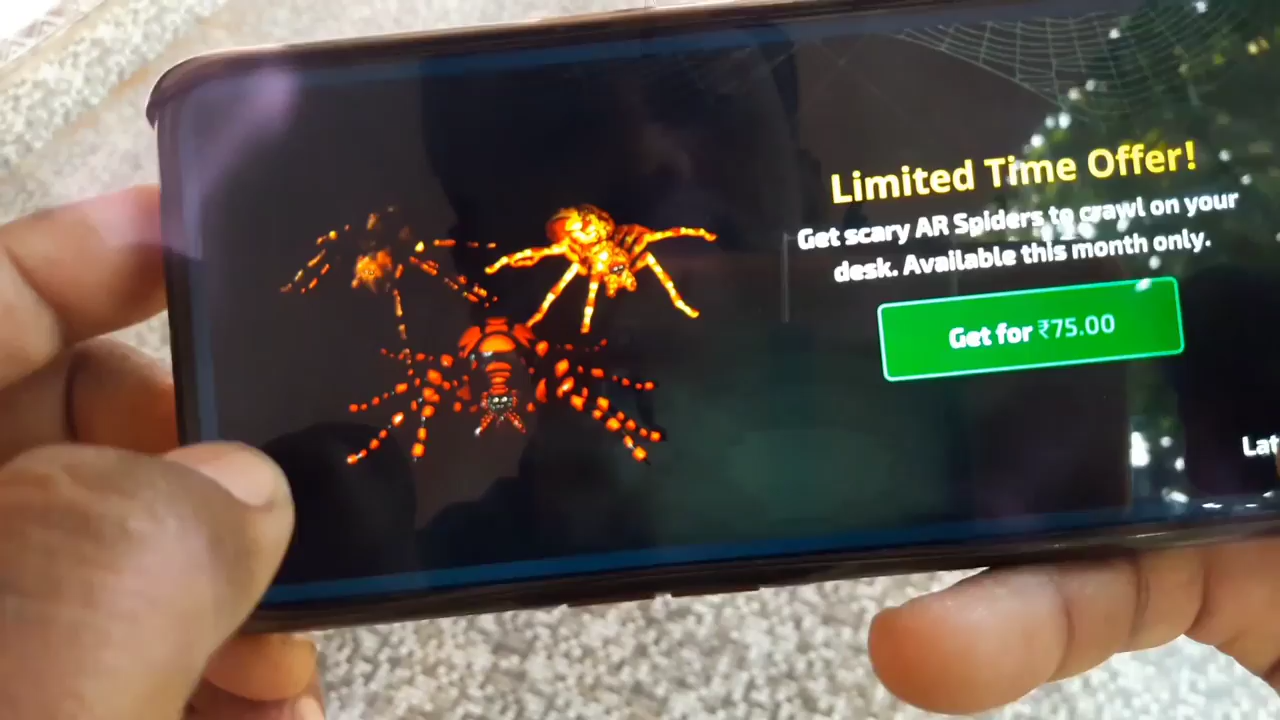 Limited Time Offer!
Get scary AR Spiders to crawl on your
desk. Available this month only.
Get for ₹75.00